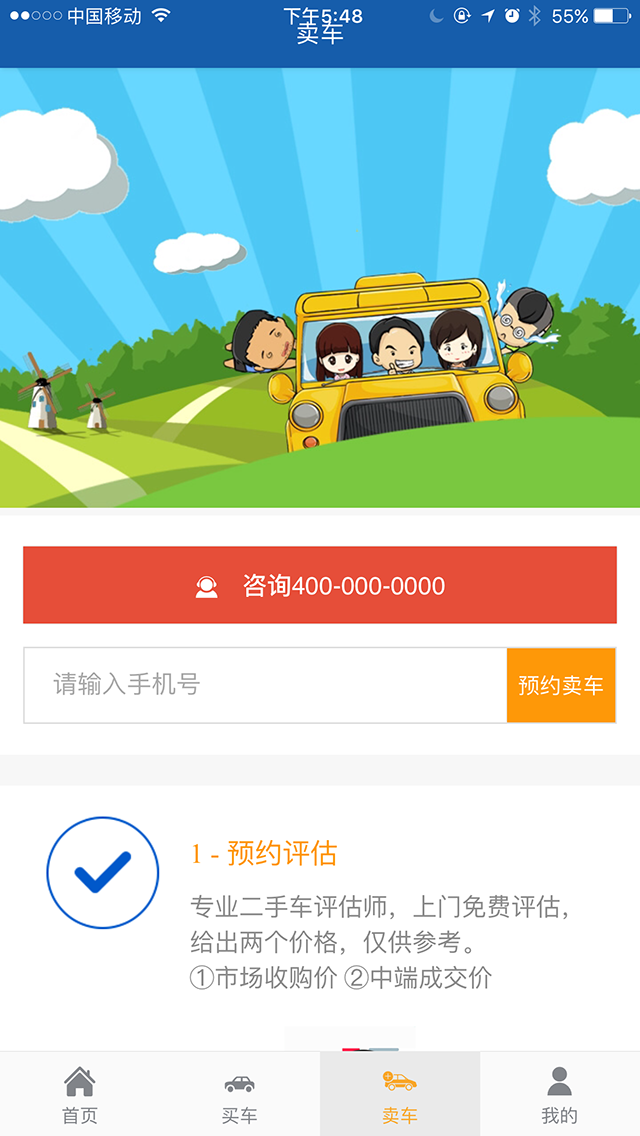 中国移动
下午5:48
55%
卖车
咨询400-000-0000
请输入手机号
预约卖车
1 - 预约评估
专业二手车评估师，上门免费评估，
给出两个价格，仅供参考。
①市场收购价 ②中端成交价
首页
买车
卖车
我的